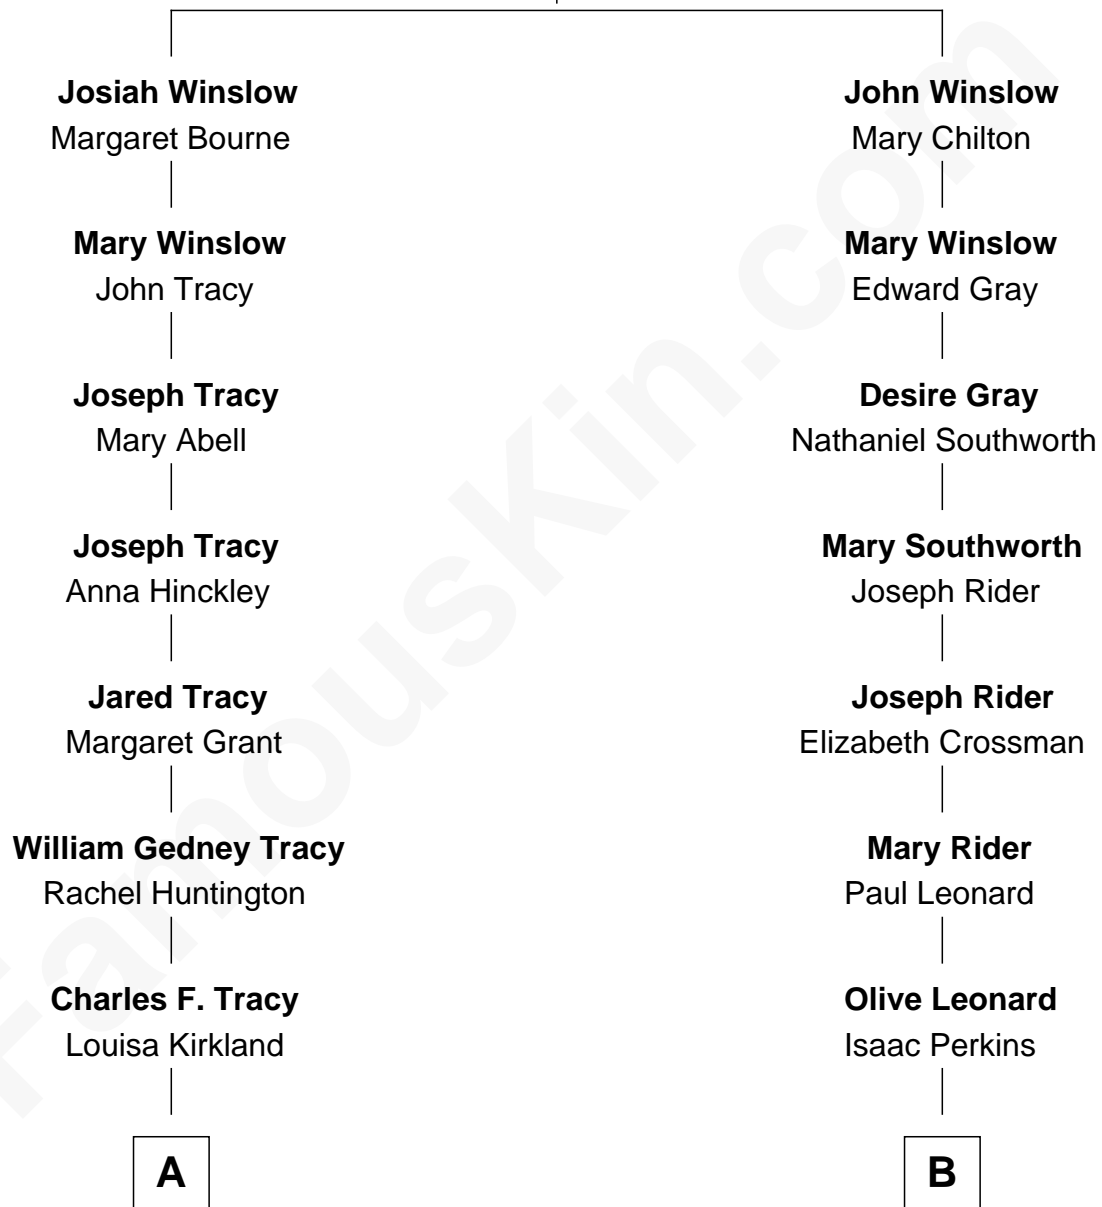 Josiah Winslow
Margaret Bourne
Mary Winslow
John Tracy
Joseph Tracy
Mary Abell
Joseph Tracy
Anna Hinckley
Jared Tracy
Margaret Grant
William Gedney Tracy
Rachel Huntington
Charles F. Tracy
Louisa Kirkland
A
John Winslow
Mary Chilton
Mary Winslow
Edward Gray
Desire Gray
Nathaniel Southworth
Mary Southworth
Joseph Rider
Joseph Rider
Elizabeth Crossman
Mary Rider
Paul Leonard
Olive Leonard
Isaac Perkins
B
FamousKin.com